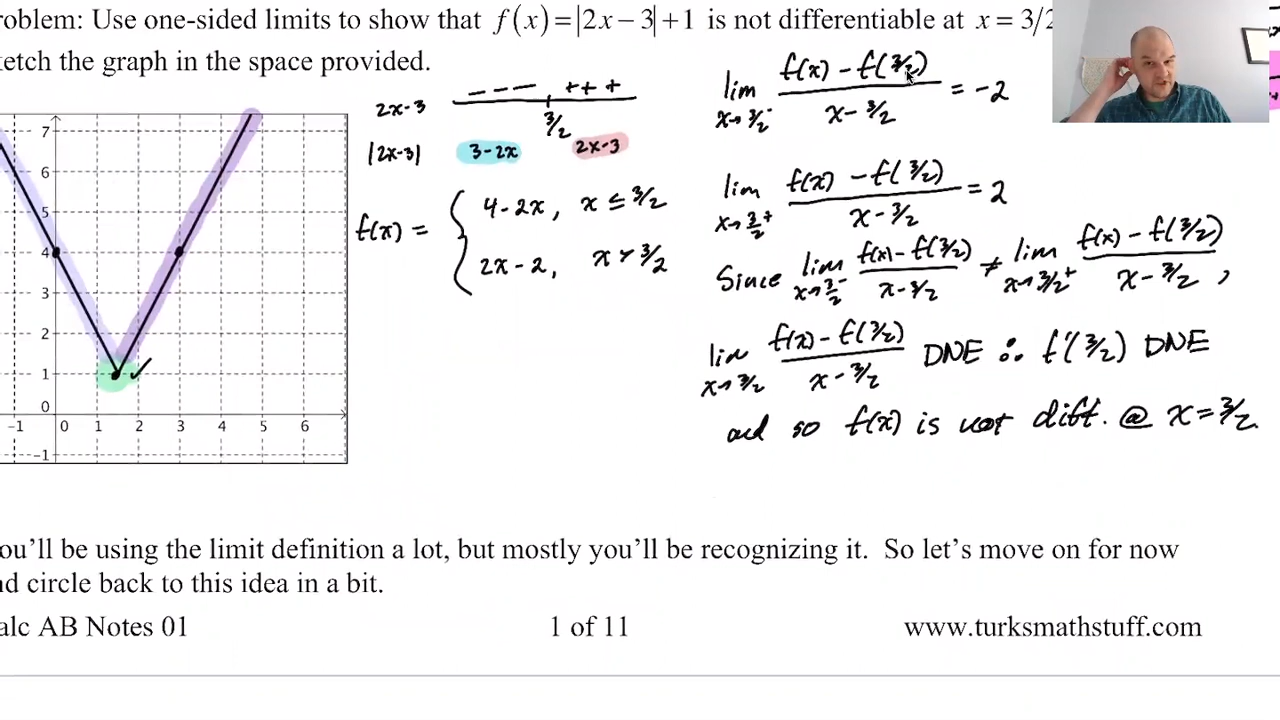 roblem: Use one-sided limits to show that f(x)=|2x−3|+1 is not differentiable at x = 3/2
etch the graph in the space provided.
7
6
5
4
3
2
1
0
−1
−1 0 1 2 3 4 5 6
2x-3 − − − + + +
3/2
|2x-3| 3-2x 2x-3
f(x) = { 4-2x, x ≤ 3/2
2x-2, x > 3/2
lim x→3/2⁻ (f(x) - f(3/2))/(x - 3/2) = -2
lim x→3/2⁺ (f(x) - f(3/2))/(x - 3/2) = 2
Since lim x→3/2⁻ (f(x) - f(3/2))/(x - 3/2) ≠ lim x→3/2⁺ (f(x) - f(3/2))/(x - 3/2) ,
lim x→3/2 (f(x) - f(3/2))/(x - 3/2) DNE ∴ f'(3/2) DNE
and so f(x) is not diff. @ x = 3/2.
ou'll be using the limit definition a lot, but mostly you'll be recognizing it. So let's move on for now
nd circle back to this idea in a bit.
alc AB Notes 01 1 of 11 www.turksmathstuff.com